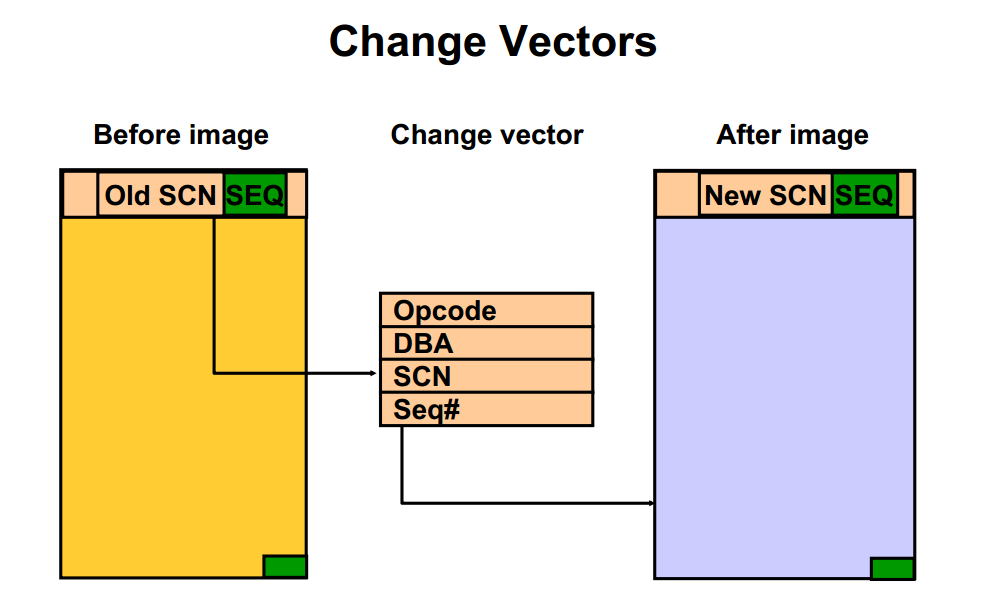 Change Vectors
Before image
Change vector
After image
Old SCN SEQ
New SCN SEQ
Opcode
DBA
SCN
Seq#